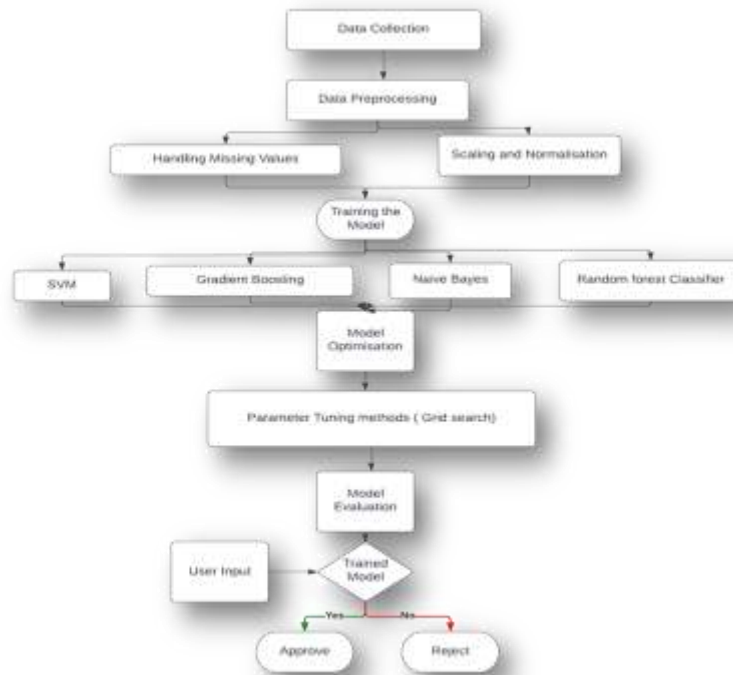 Data Collection
Data Preprocessing
Handling Missing Values
Scaling and Normalisation
Training the
Model
SVM
Gradient Boosting
Naive Bayes
Random forest Classifier
Model
Optimisation
Parameter Tuning methods ( Grid search)
Model
Evaluation
User Input
Trained
Model
Yes
No
Approve
Reject